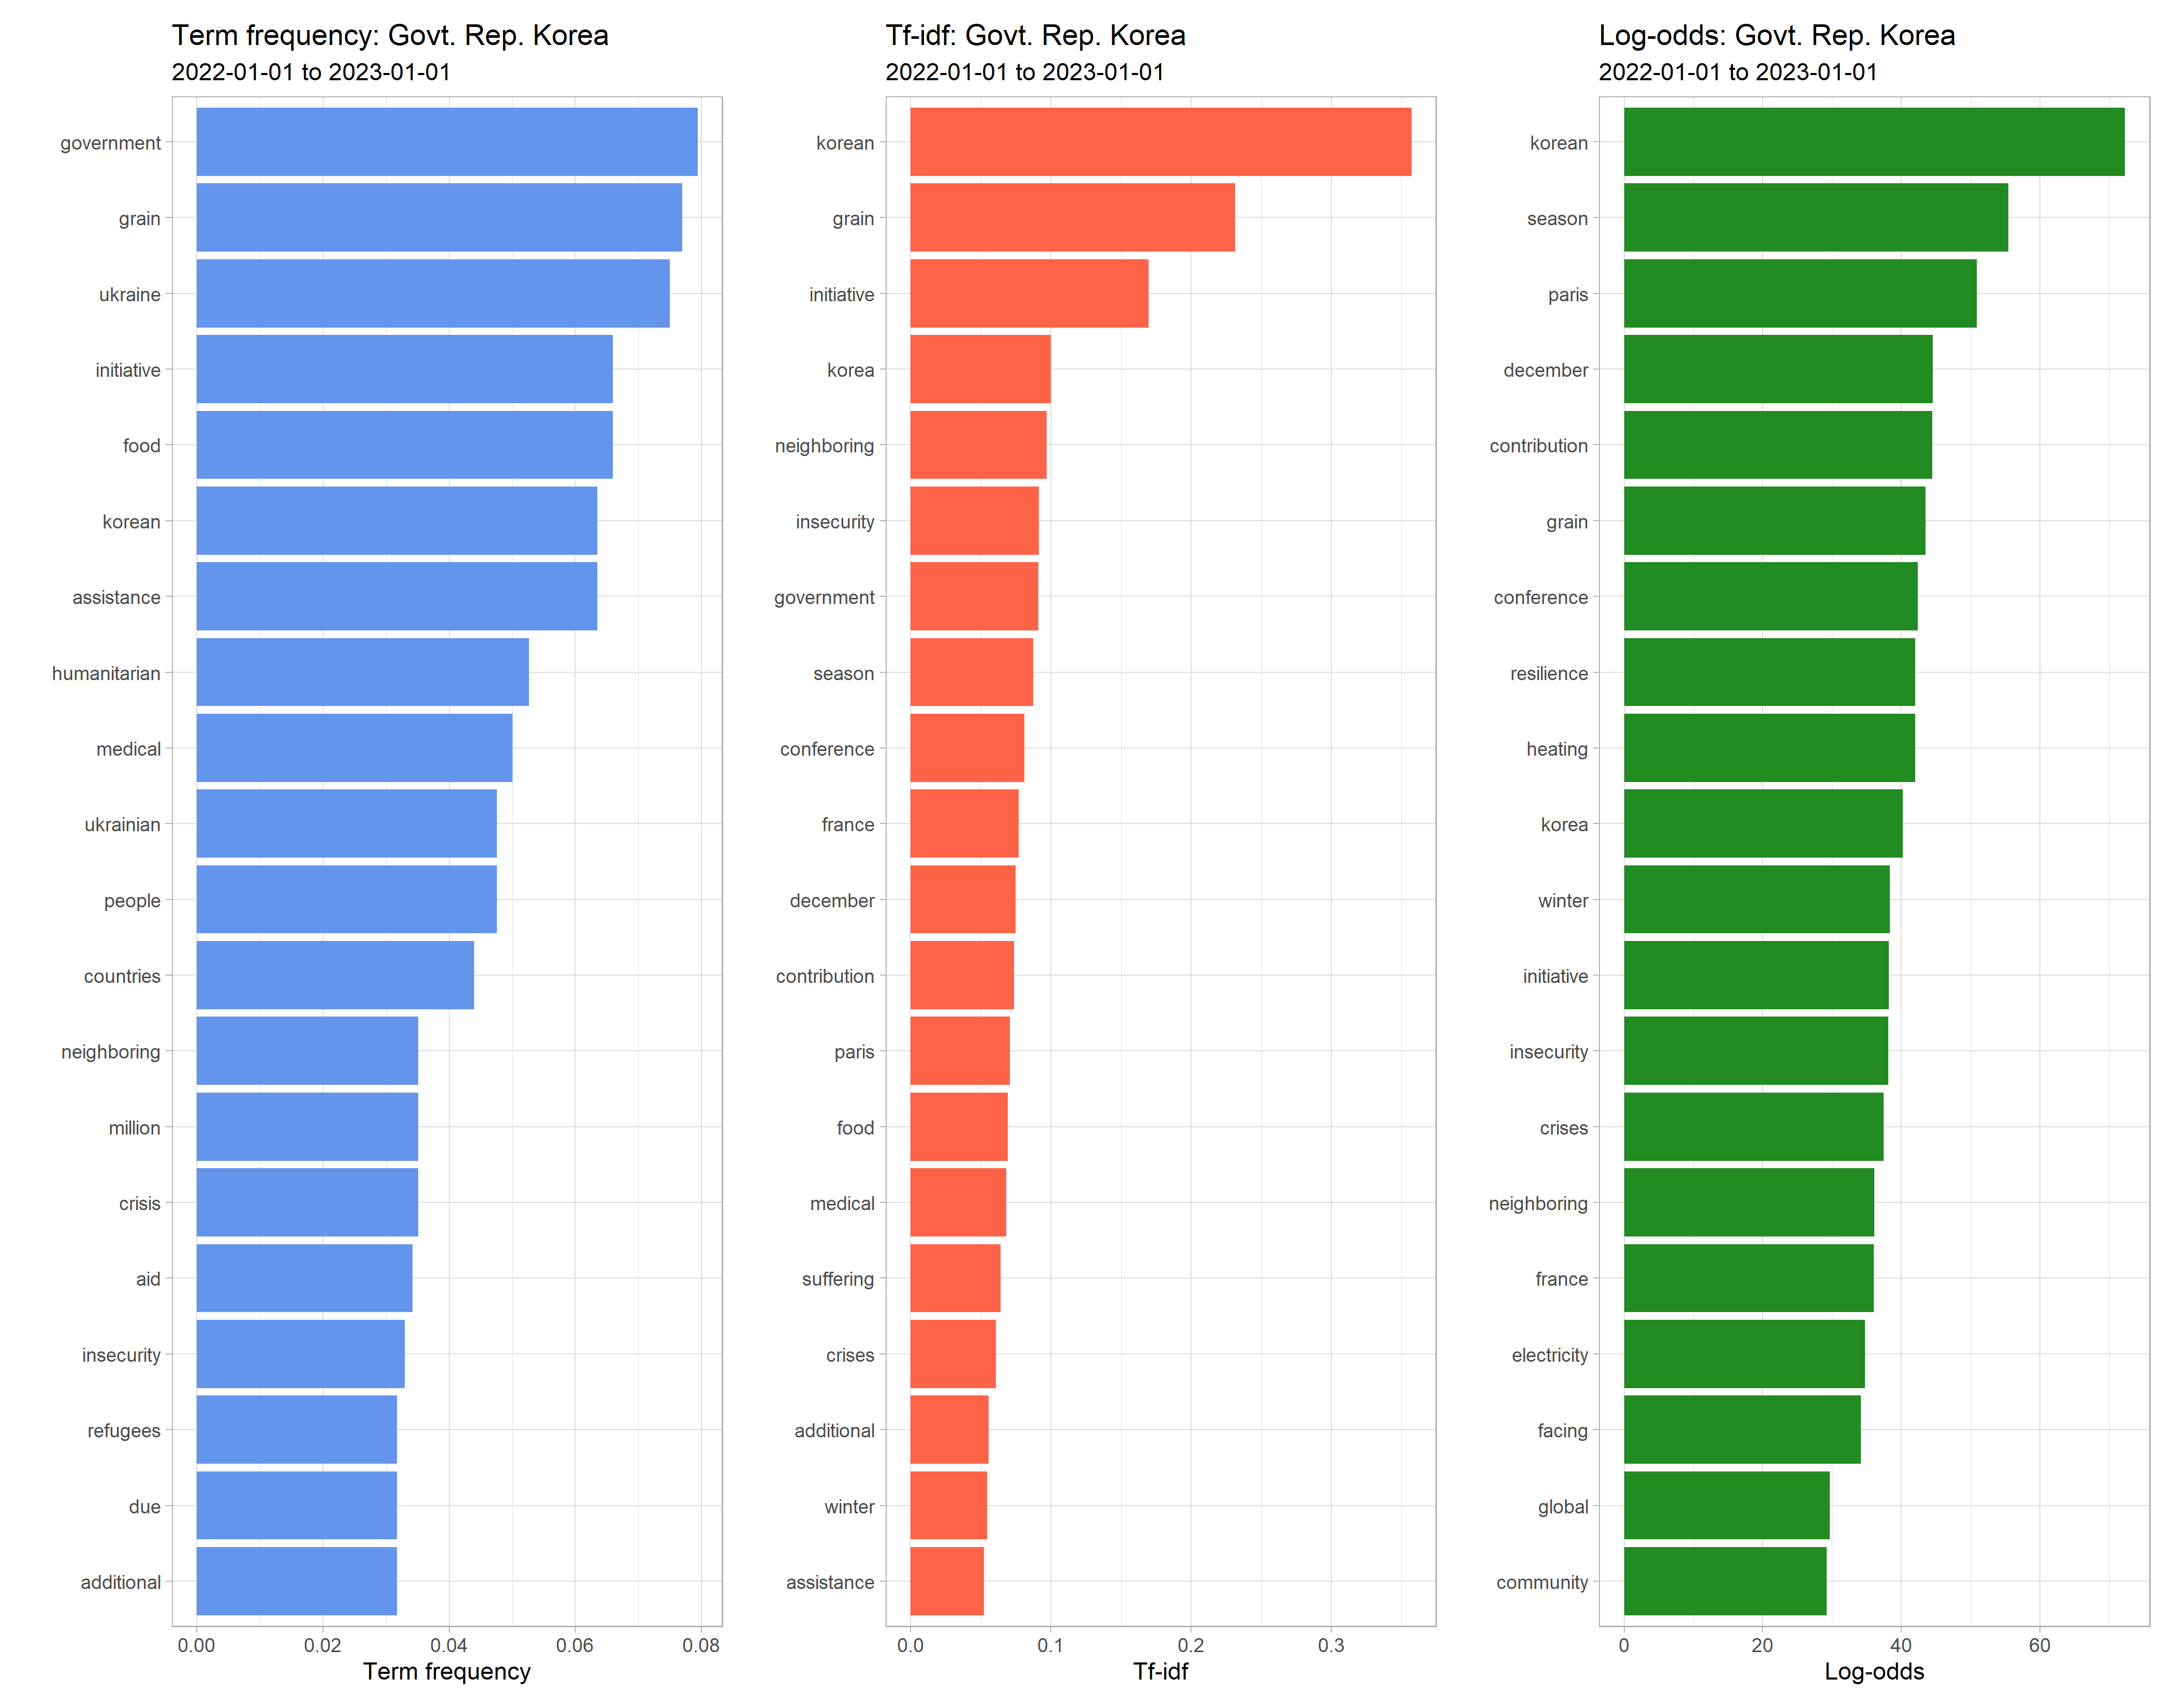 Term frequency: Govt. Rep. Korea
2022-01-01 to 2023-01-01
government
grain
ukraine
initiative
food
korean
assistance
humanitarian
medical
ukrainian
people
countries
neighboring
million
crisis
aid
insecurity
refugees
due
additional
0.00 0.02 0.04 0.06 0.08
Term frequency
Tf-idf: Govt. Rep. Korea
2022-01-01 to 2023-01-01
korean
grain
initiative
korea
neighboring
insecurity
government
season
conference
france
december
contribution
paris
food
medical
suffering
crises
additional
winter
assistance
0.0 0.1 0.2 0.3
Tf-idf
Log-odds: Govt. Rep. Korea
2022-01-01 to 2023-01-01
korean
season
paris
december
contribution
grain
conference
resilience
heating
korea
winter
initiative
insecurity
crises
neighboring
france
electricity
facing
global
community
0 20 40 60
Log-odds